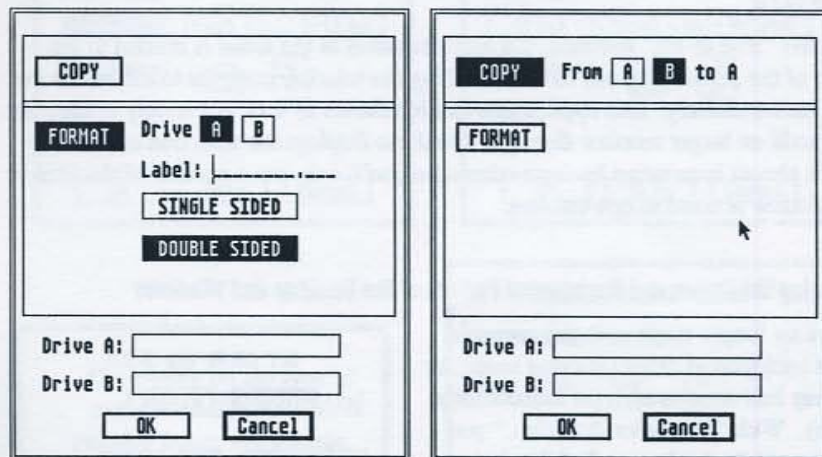 COPY
FORMAT Drive A B
Label:
SINGLE SIDED
DOUBLE SIDED
Drive A:
Drive B:
OK Cancel
COPY From A B to A
FORMAT
Drive A:
Drive B:
OK Cancel